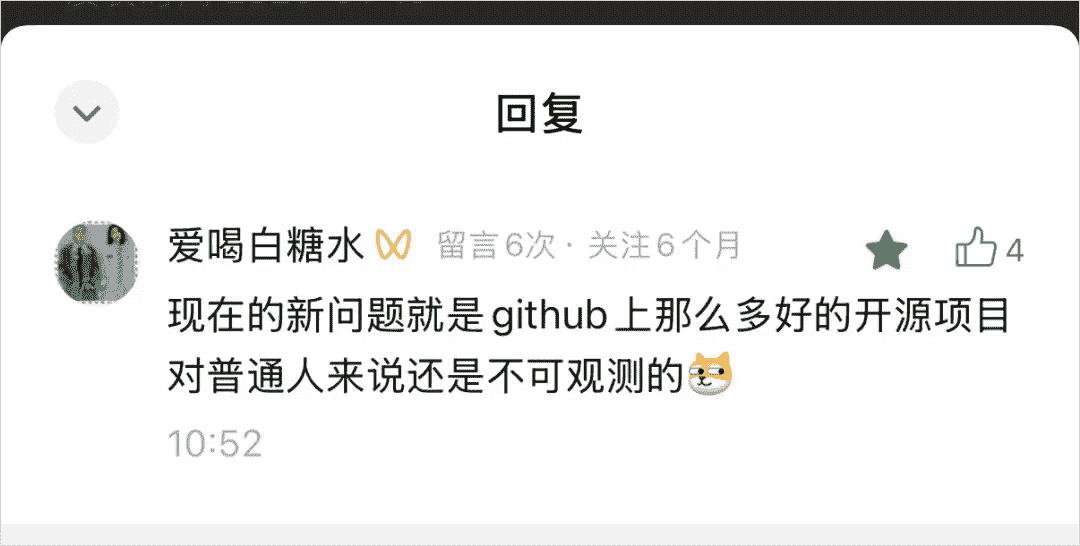 回复
爱喝白糖水 留言6次 · 关注6个月
4
现在的新问题就是github上那么多好的开源项目
对普通人来说还是不可观测的
10:52